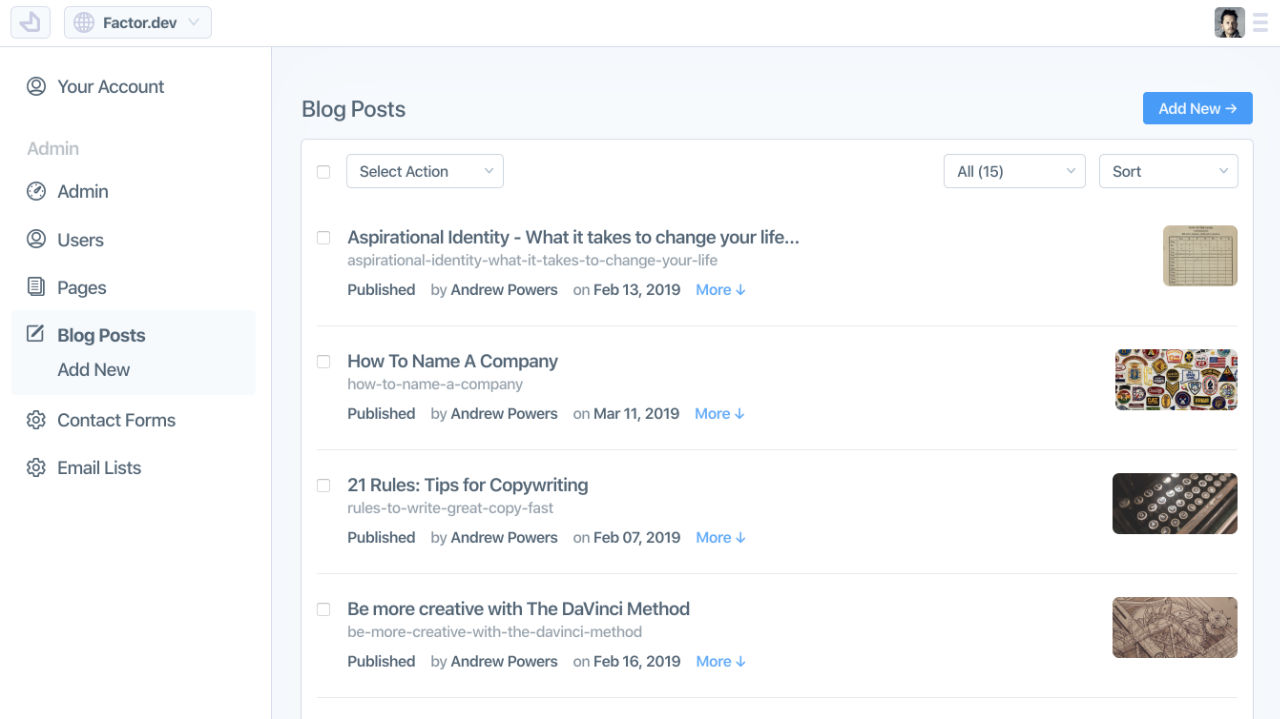 Factor.dev
Your Account
Admin
Admin
Users
Pages
Blog Posts
Add New
Contact Forms
Email Lists
Blog Posts
Add New →
Select Action
All (15)
Sort
Aspirational Identity - What it takes to change your life...
aspirational-identity-what-it-takes-to-change-your-life
Published by Andrew Powers on Feb 13, 2019 More ↓
How To Name A Company
how-to-name-a-company
Published by Andrew Powers on Mar 11, 2019 More ↓
21 Rules: Tips for Copywriting
rules-to-write-great-copy-fast
Published by Andrew Powers on Feb 07, 2019 More ↓
Be more creative with The DaVinci Method
be-more-creative-with-the-davinci-method
Published by Andrew Powers on Feb 16, 2019 More ↓